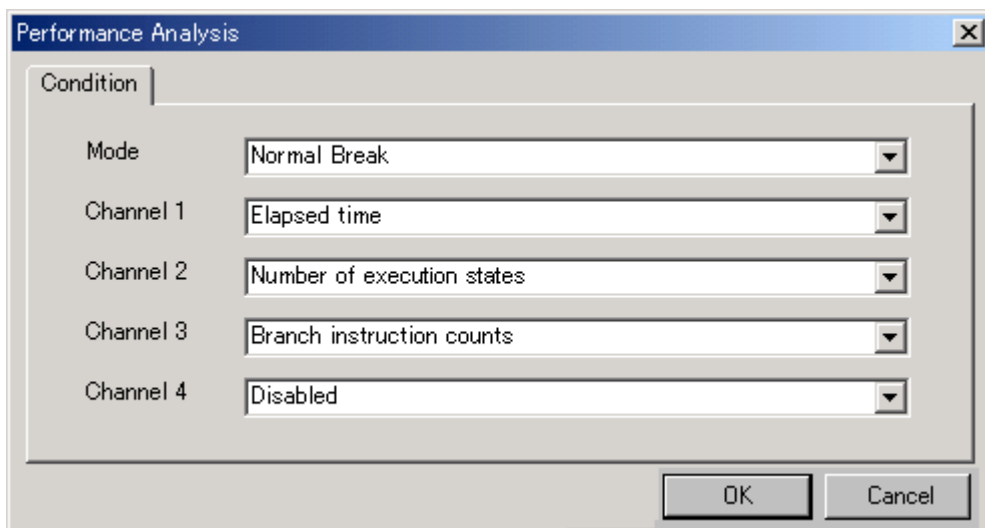 Performance Analysis
Condition
Mode Normal Break
Channel 1 Elapsed time
Channel 2 Number of execution states
Channel 3 Branch instruction counts
Channel 4 Disabled
OK Cancel